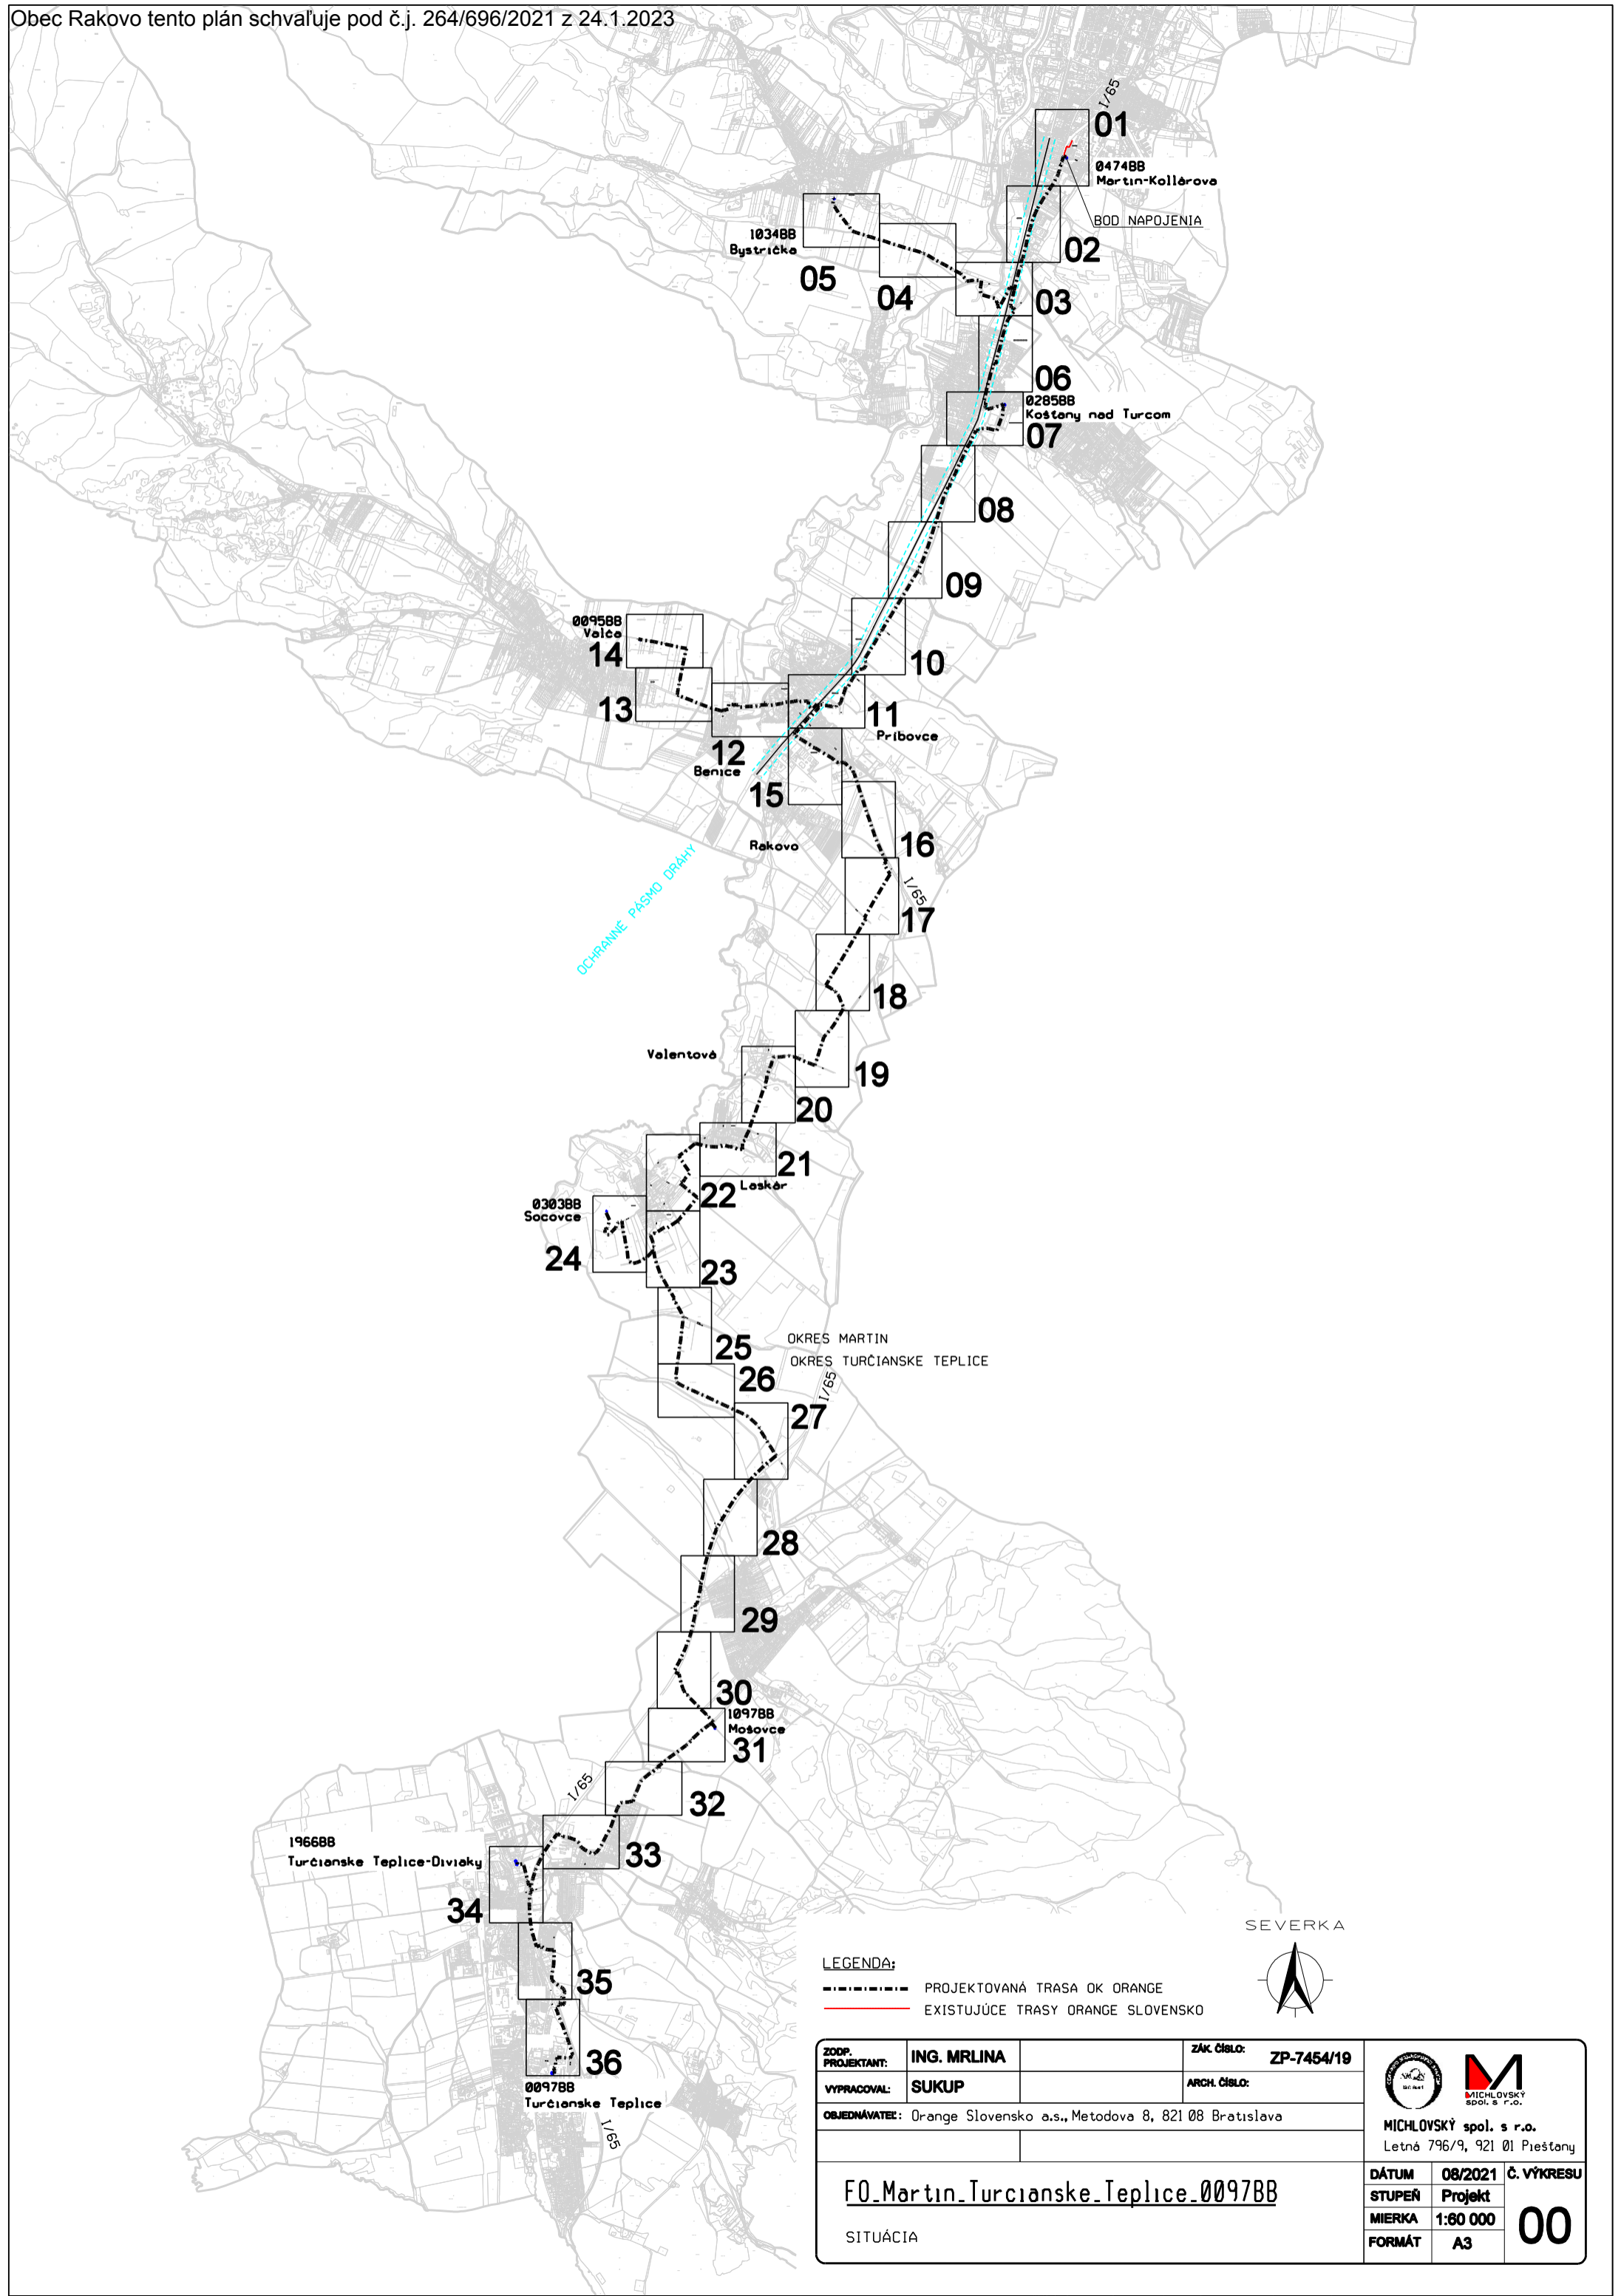 Obec Rakovo tento plán schvaľuje pod č.j. 264/696/2021 z 24.1.2023
I/65
01
0474BB
Martin-Kollárova
BOD NAPOJENIA
02
1034BB
Bystrička
05
04
03
06
0285BB
Košťany nad Turcom
07
08
09
0095BB
Valča
14
10
13
11
Príbovce
12
Benice
15
Rakovo
16
OCHRANNÉ PÁSMO DRÁHY
I/65
17
18
Valentová
19
20
21
Laskár
22
0303BB
Socovce
24
23
25
OKRES MARTIN
OKRES TURČIANSKE TEPLICE
26
I/65
27
28
29
30
1097BB
Mošovce
31
I/65
32
33
1966BB
Turčianske Teplice-Diviaky
34
35
36
0097BB
Turčianske Teplice
I/65
SEVERKA
LEGENDA:
PROJEKTOVANÁ TRASA OK ORANGE
EXISTUJÚCE TRASY ORANGE SLOVENSKO
ZODP. PROJEKTANT: ING. MRLINA ZÁK. ČÍSLO: ZP-7454/19
VYPRACOVAL: SUKUP ARCH. ČÍSLO:
OBJEDNÁVATEĽ: Orange Slovensko a.s., Metodova 8, 821 08 Bratislava
MICHLOVSKÝ
spol. s r.o.
MICHLOVSKÝ spol. s r.o.
Letná 796/9, 921 01 Piešťany
FO_Martin_Turcianske_Teplice_0097BB
SITUÁCIA
DÁTUM 08/2021 Č. VÝKRESU
STUPEŇ Projekt
MIERKA 1:60 000
00
FORMÁT A3